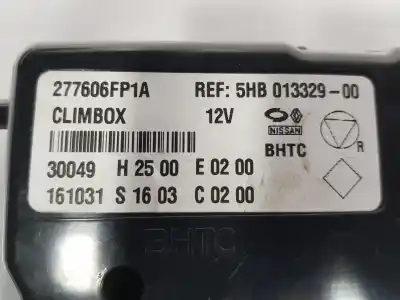 277606FP1A REF: 5HB 013329-00
CLIMBOX 12V
NISSAN
BHTC R
30049 H 25 00 E 02 00
161031 S 16 03 C 02 00
BHTC